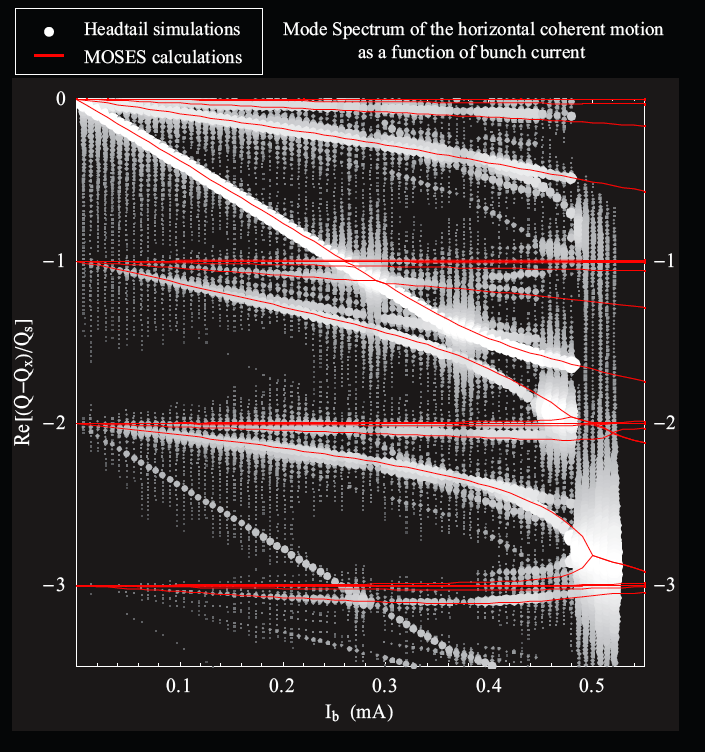 Headtail simulations
MOSES calculations
Mode Spectrum of the horizontal coherent motion
as a function of bunch current
0
−1
−2
−3
−1
−2
−3
Re[(Q−Qx)/Qs]
0.1
0.2
0.3
0.4
0.5
Ib (mA)